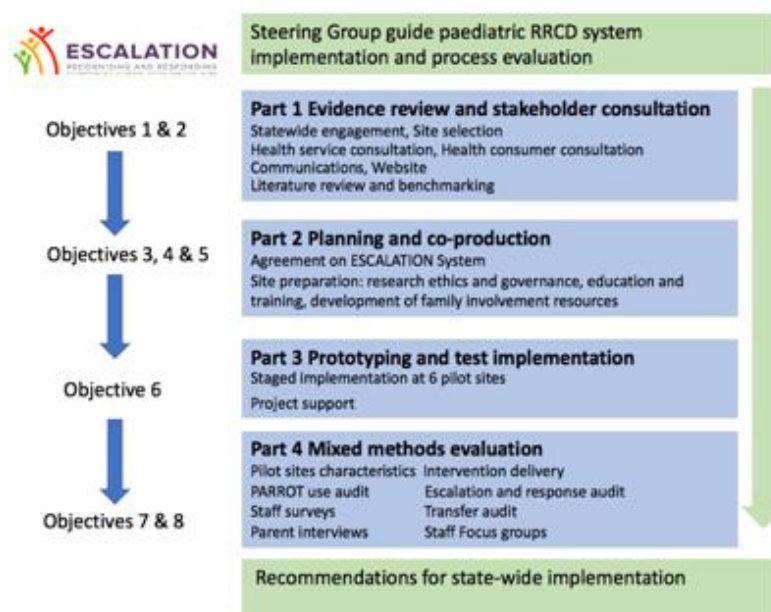 ESCALATION
RECOGNISING AND RESPONDING
Steering Group guide paediatric RRCD system
implementation and process evaluation
Objectives 1 & 2
Part 1 Evidence review and stakeholder consultation
Statewide engagement, Site selection
Health service consultation, Health consumer consultation
Communications, Website
Literature review and benchmarking
Objectives 3, 4 & 5
Part 2 Planning and co-production
Agreement on ESCALATION System
Site preparation: research ethics and governance, education and
training, development of family involvement resources
Objective 6
Part 3 Prototyping and test implementation
Staged implementation at 6 pilot sites
Project support
Objectives 7 & 8
Part 4 Mixed methods evaluation
Pilot sites characteristics Intervention delivery
PARROT use audit Escalation and response audit
Staff surveys Transfer audit
Parent interviews Staff Focus groups
Recommendations for state-wide implementation